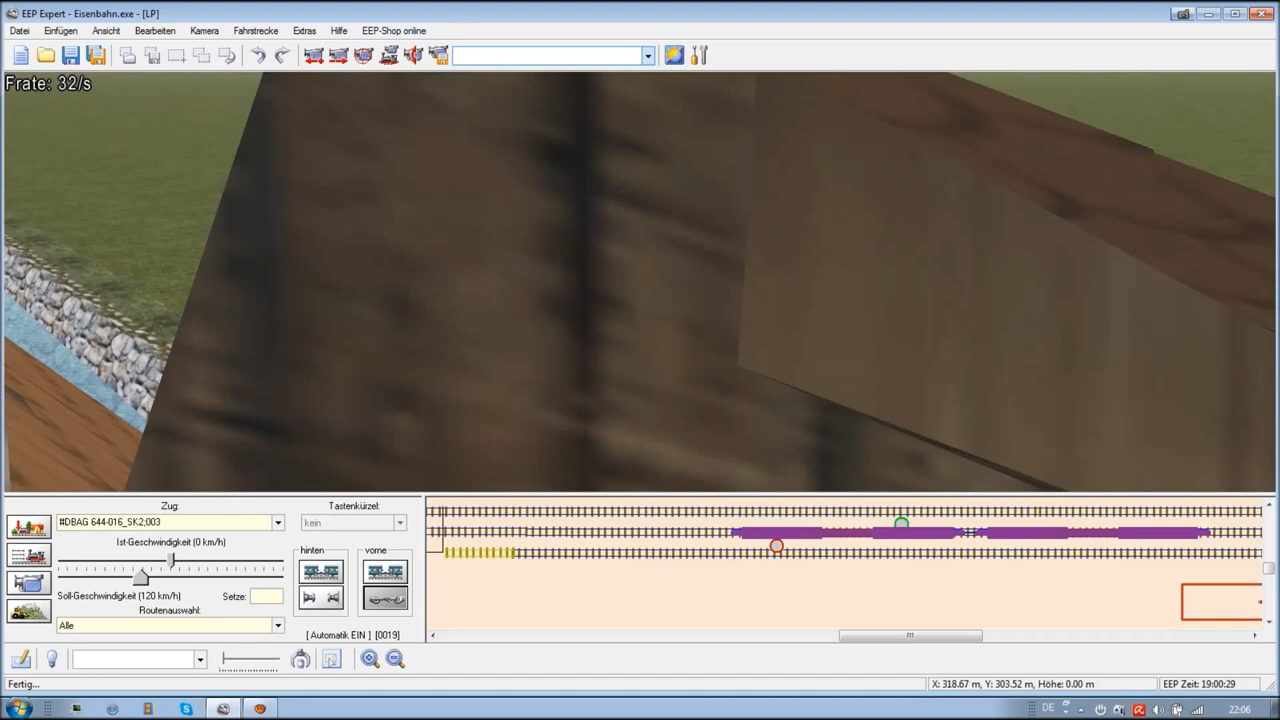 EEP Expert - Eisenbahn.exe - [LP]
Datei Einfügen Ansicht Bearbeiten Kamera Fahrstrecke Extras Hilfe EEP-Shop online
Frate: 32/s
Zug:
#DBAG 644-016_SK2;003
Ist-Geschwindigkeit (0 km/h)
Soll-Geschwindigkeit (120 km/h)
Setze:
Routenauswahl:
Alle
Tastenkürzel:
kein
hinten
vorne
[ Automatik EIN ] [0019]
Fertig...
X: 318.67 m, Y: 303.52 m, Höhe: 0.00 m
EEP Zeit: 19:00:29
DE
22:06